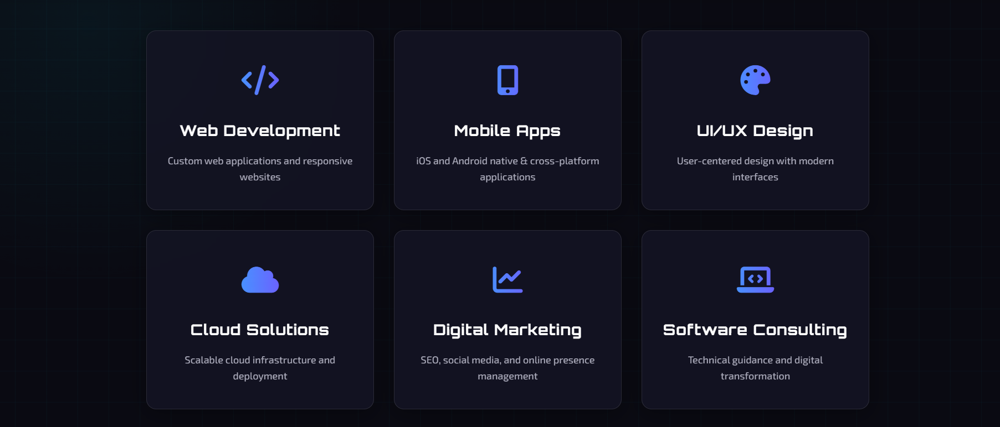 Web Development
Custom web applications and responsive
websites
Mobile Apps
iOS and Android native & cross-platform
applications
UI/UX Design
User-centered design with modern
interfaces
Cloud Solutions
Scalable cloud infrastructure and
deployment
Digital Marketing
SEO, social media, and online presence
management
Software Consulting
Technical guidance and digital
transformation